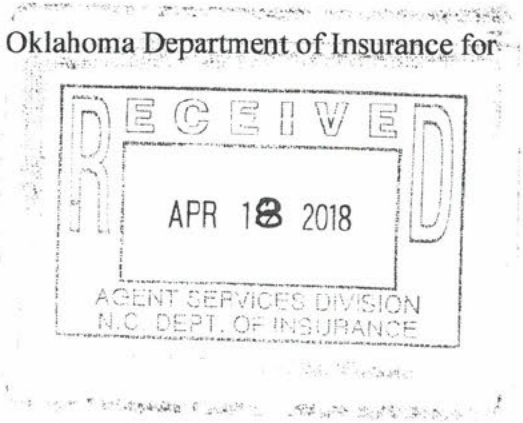 Oklahoma Department of Insurance for
RECEIVED
APR 18 2018
AGENT SERVICES DIVISION
N.C. DEPT. OF INSURANCE